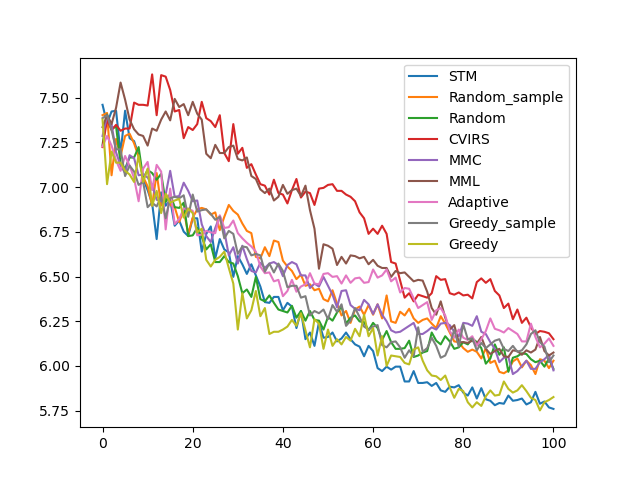 7.50
7.25
7.00
6.75
6.50
6.25
6.00
5.75
0
20
40
60
80
100
STM
Random_sample
Random
CVIRS
MMC
MML
Adaptive
Greedy_sample
Greedy